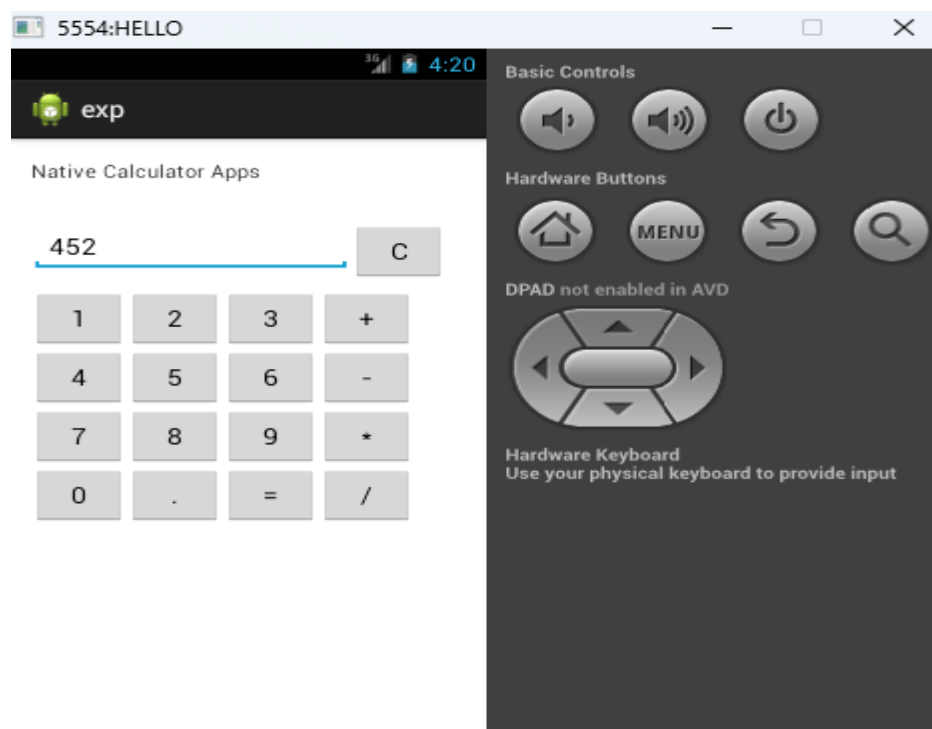 5554:HELLO
3G 4:20
exp
Native Calculator Apps
452 C
1 2 3 +
4 5 6 -
7 8 9 *
0 . = /
Basic Controls
Hardware Buttons
MENU
DPAD not enabled in AVD
Hardware Keyboard
Use your physical keyboard to provide input